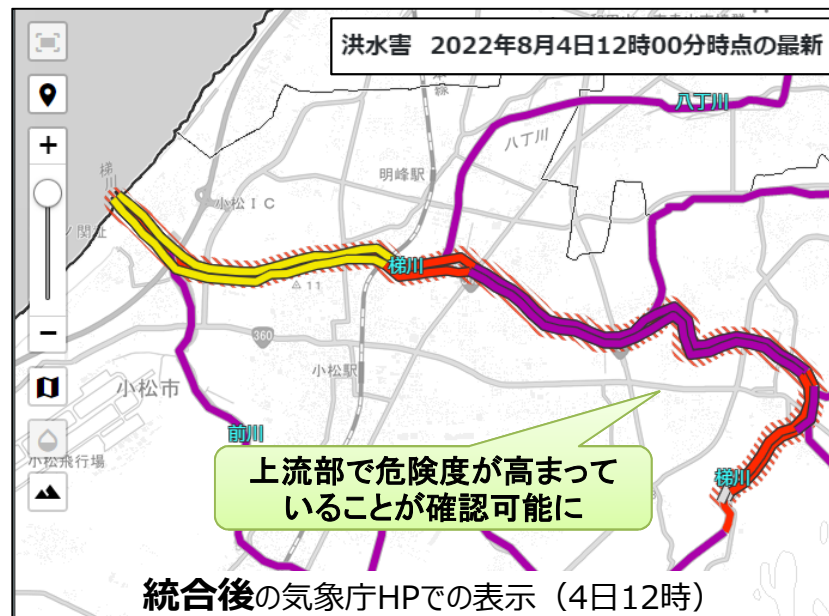 洪水害 2022年8月4日12時00分時点の最新
八丁川
八丁川
明峰駅
梯川
小松IC
ノ関址
梯川
△11
360
小松駅
小松市
前川
小松飛行場
上流部で危険度が高まって
いることが確認可能に
梯川
統合後の気象庁HPでの表示（4日12時）